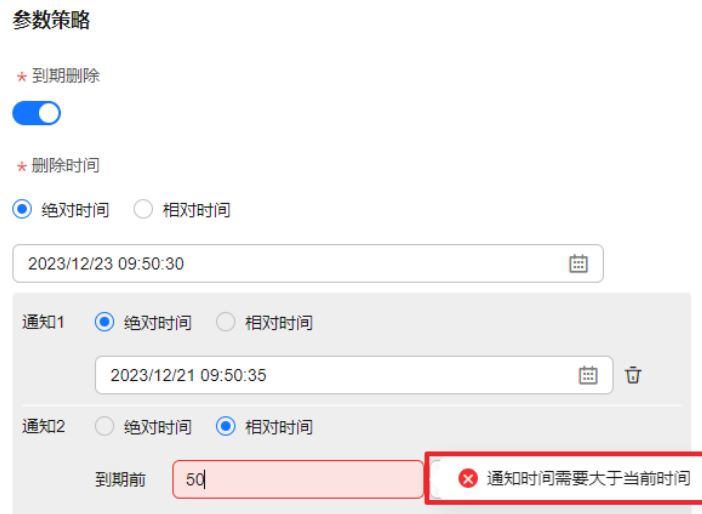 参数策略
* 到期删除
* 删除时间
绝对时间 相对时间
2023/12/23 09:50:30
通知1 绝对时间 相对时间
2023/12/21 09:50:35
通知2 绝对时间 相对时间
到期前 50 通知时间需要大于当前时间